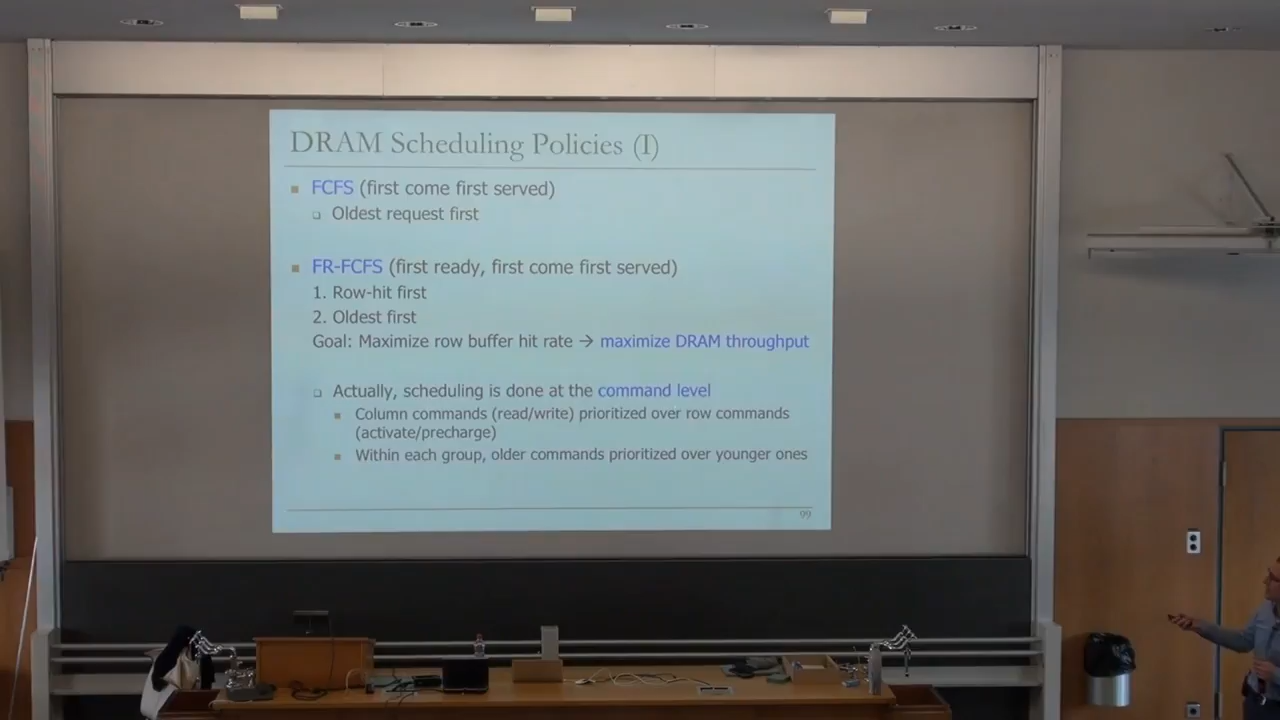 DRAM Scheduling Policies (I)
FCFS (first come first served)
Oldest request first
FR-FCFS (first ready, first come first served)
1. Row-hit first
2. Oldest first
Goal: Maximize row buffer hit rate → maximize DRAM throughput
Actually, scheduling is done at the command level
Column commands (read/write) prioritized over row commands
(activate/precharge)
Within each group, older commands prioritized over younger ones
99